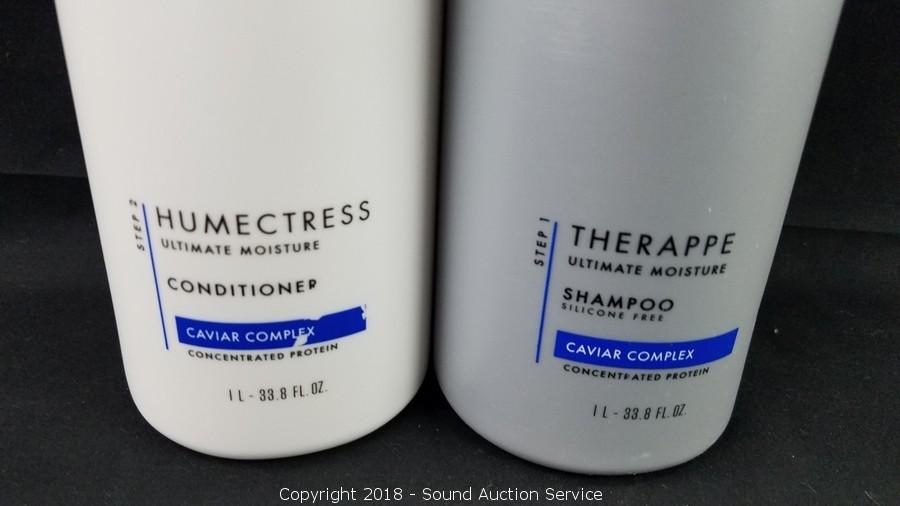 STEP 2
HUMECTRESS
ULTIMATE MOISTURE
CONDITIONER
CAVIAR COMPLEX
CONCENTRATED PROTEIN
1 L - 33.8 FL. OZ.
STEP 1
THERAPPE
ULTIMATE MOISTURE
SHAMPOO
SILICONE FREE
CAVIAR COMPLEX
CONCENTRATED PROTEIN
1 L - 33.8 FL. OZ.
Copyright 2018 - Sound Auction Service